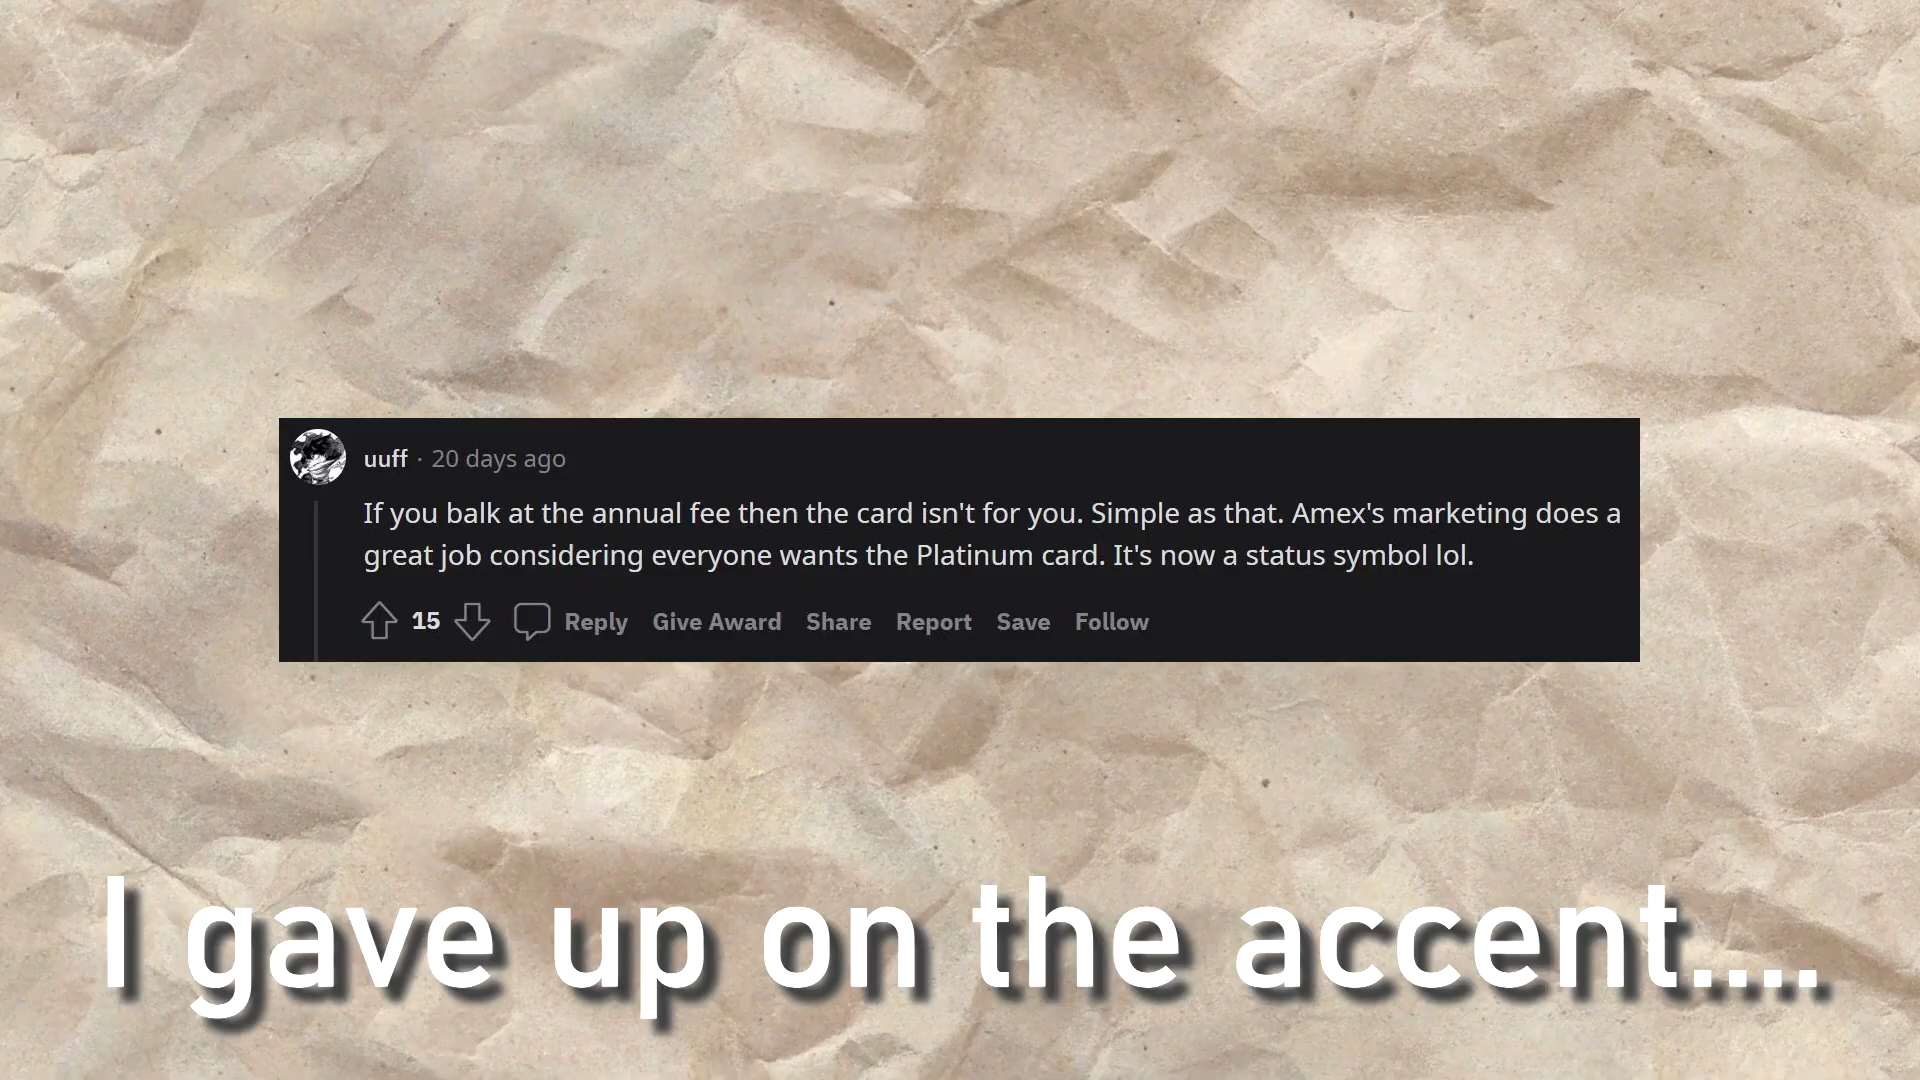 uuff · 20 days ago
If you balk at the annual fee then the card isn't for you. Simple as that. Amex's marketing does a
great job considering everyone wants the Platinum card. It's now a status symbol lol.
15 Reply Give Award Share Report Save Follow
I gave up on the accent....